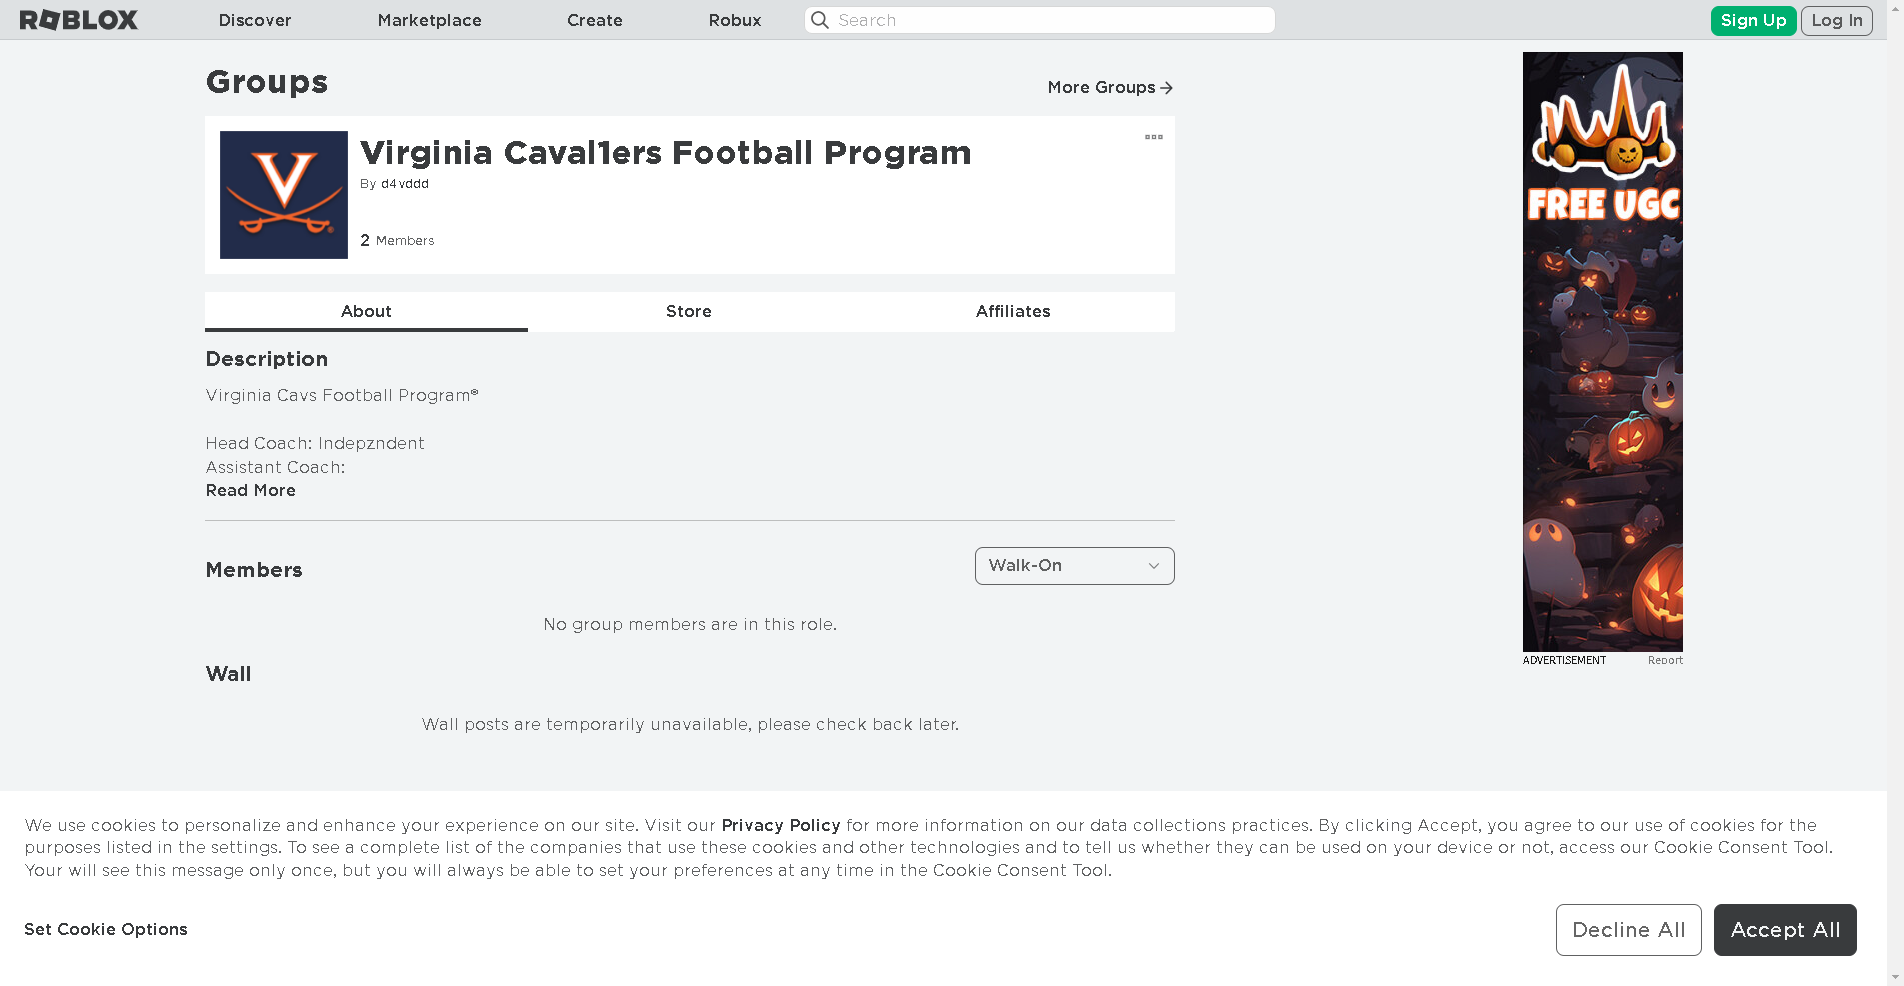 ROBLOX
Discover
Marketplace
Create
Robux
Search
Sign Up
Log In
Groups
More Groups
Virginia Caval1ers Football Program
By d4vddd
2 Members
About
Store
Affiliates
Description
Virginia Cavs Football Program®
Head Coach: Indepzndent
Assistant Coach:
Read More
Members
Walk-On
No group members are in this role.
Wall
Wall posts are temporarily unavailable, please check back later.
FREE UGC
ADVERTISEMENT
Report
We use cookies to personalize and enhance your experience on our site. Visit our Privacy Policy for more information on our data collections practices. By clicking Accept, you agree to our use of cookies for the
purposes listed in the settings. To see a complete list of the companies that use these cookies and other technologies and to tell us whether they can be used on your device or not, access our Cookie Consent Tool.
Your will see this message only once, but you will always be able to set your preferences at any time in the Cookie Consent Tool.
Set Cookie Options
Decline All
Accept All